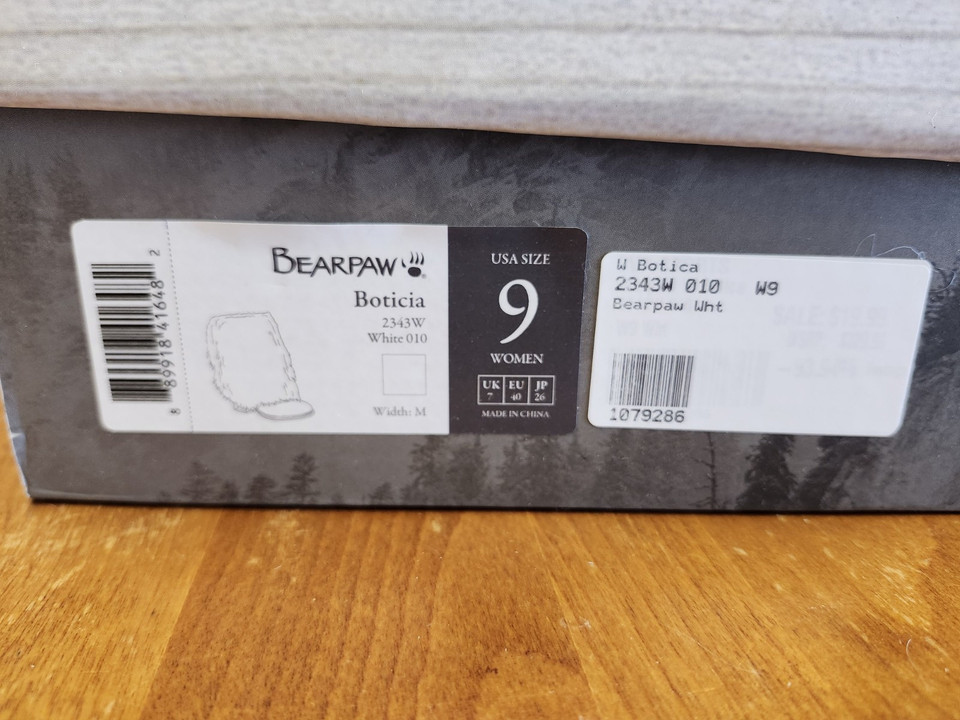 8 89918 41648 2
BEARPAW
Boticia
2343W
White 010
Width: M
USA SIZE
9
WOMEN
UK EU JP
7 40 26
MADE IN CHINA
W Botica
2343W 010 W9
Bearpaw Wht
1079286